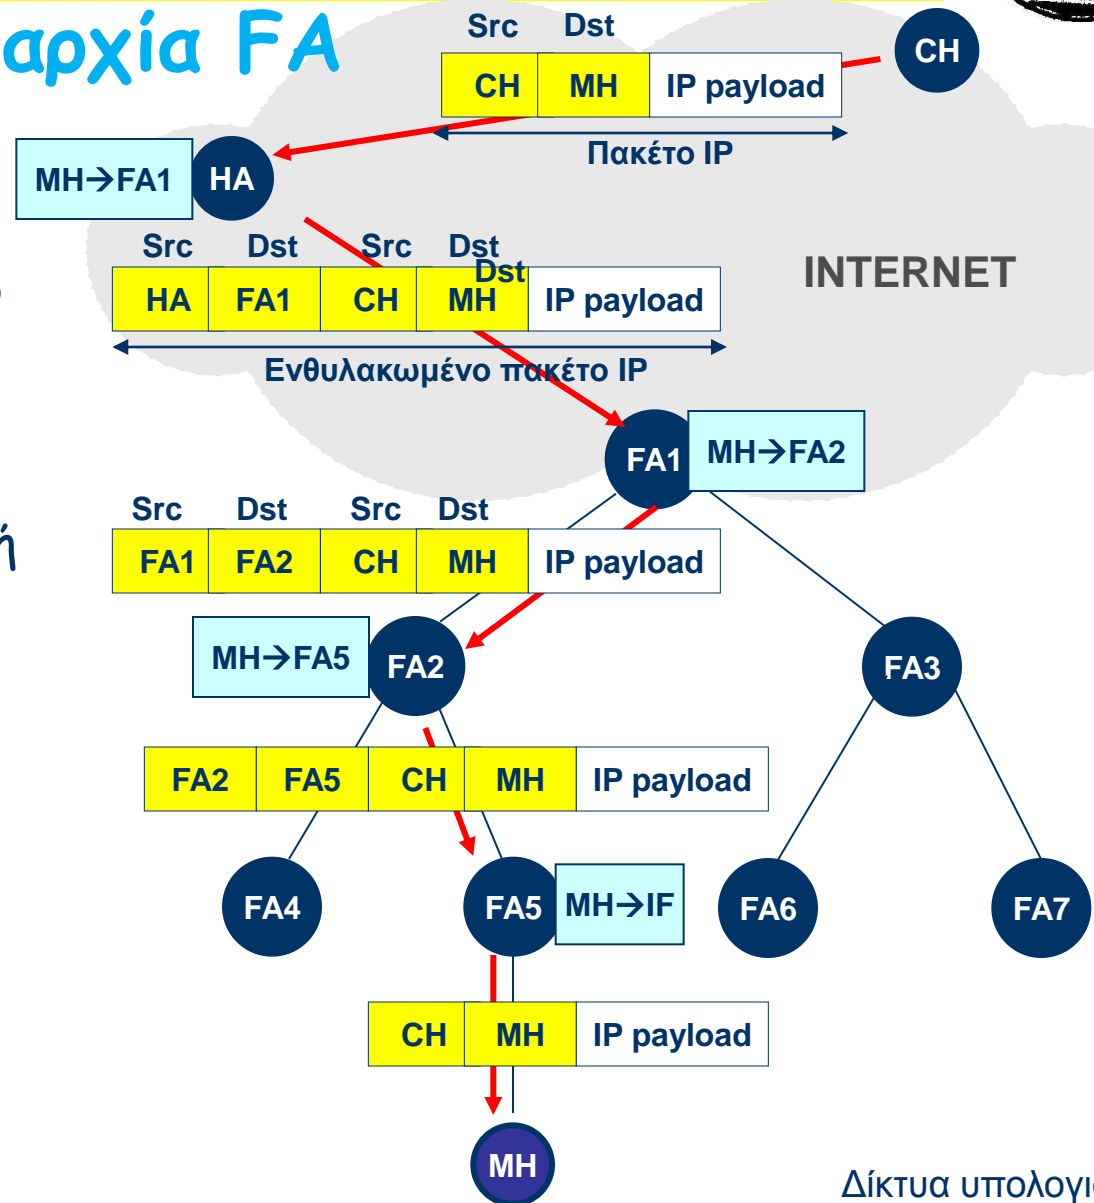 αρχία FA
Src Dst
CH MH IP payload
CH
Πακέτο IP
MH→FA1 HA
Src Dst Src Dst
Dst
HA FA1 CH MH IP payload
INTERNET
Ενθυλακωμένο πακέτο IP
FA1 MH→FA2
Src Dst Src Dst
ή
FA1 FA2 CH MH IP payload
MH→FA5 FA2
FA3
FA2 FA5 CH MH IP payload
FA4 FA5 MH→IF FA6 FA7
CH MH IP payload
MH
Δίκτυα υπολογι